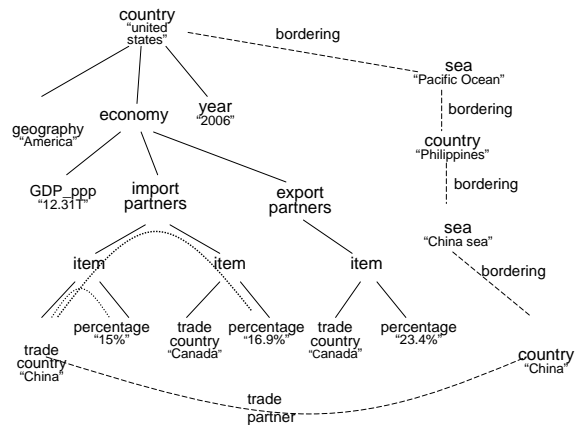 country
"united
states"
bordering
sea
"Pacific Ocean"
economy
year
"2006"
bordering
geography
"America"
country
"Philippines"
GDP_ppp
"12.31T"
import
partners
export
partners
bordering
sea
"China sea"
item
item
item
bordering
percentage
"15%"
trade
country
"Canada"
percentage
"16.9%"
trade
country
"Canada"
percentage
"23.4%"
trade
country
"China"
country
"China"
trade
partner